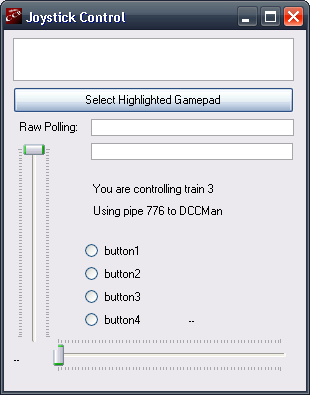 Joystick Control
Select Highlighted Gamepad
Raw Polling:
You are controlling train 3
Using pipe 776 to DCCMan
button1
button2
button3
button4 --
--